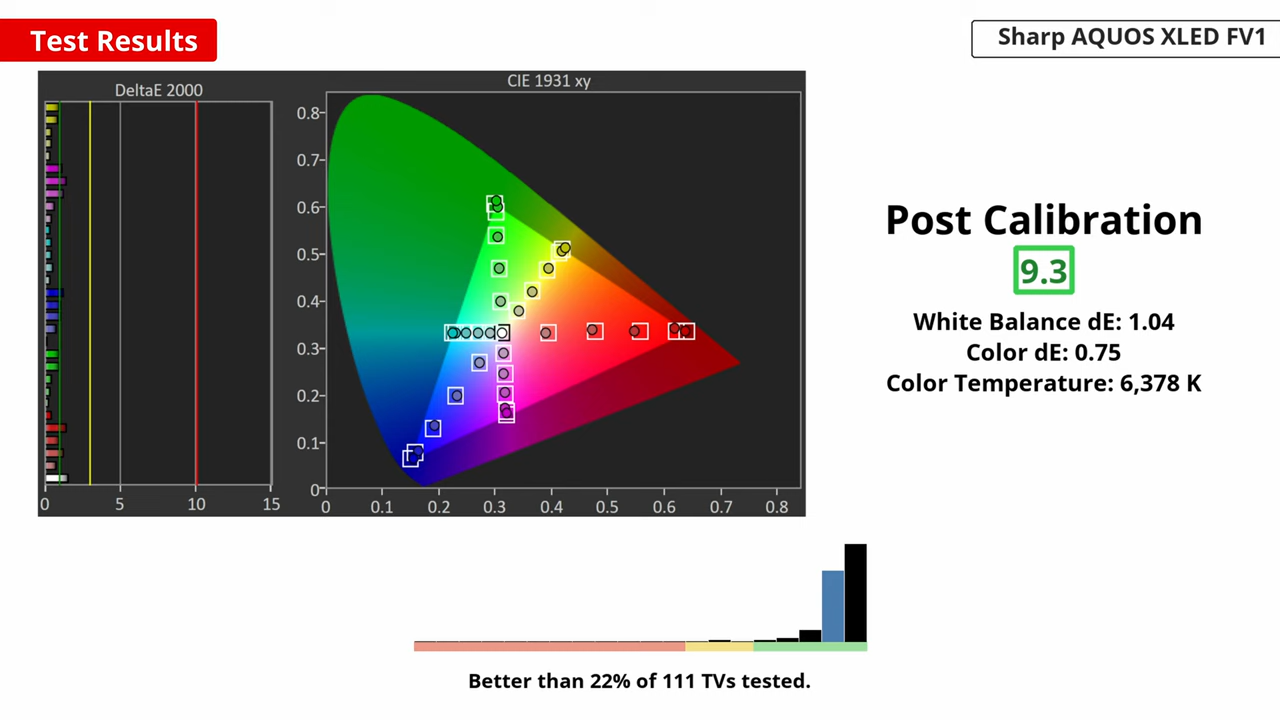 Test Results
Sharp AQUOS XLED FV1
DeltaE 2000
CIE 1931 xy
0.8
0.7
0.6
0.5
0.4
0.3
0.2
0.1
0
0 5 10 15
0 0.1 0.2 0.3 0.4 0.5 0.6 0.7 0.8
Post Calibration
9.3
White Balance dE: 1.04
Color dE: 0.75
Color Temperature: 6,378 K
Better than 22% of 111 TVs tested.